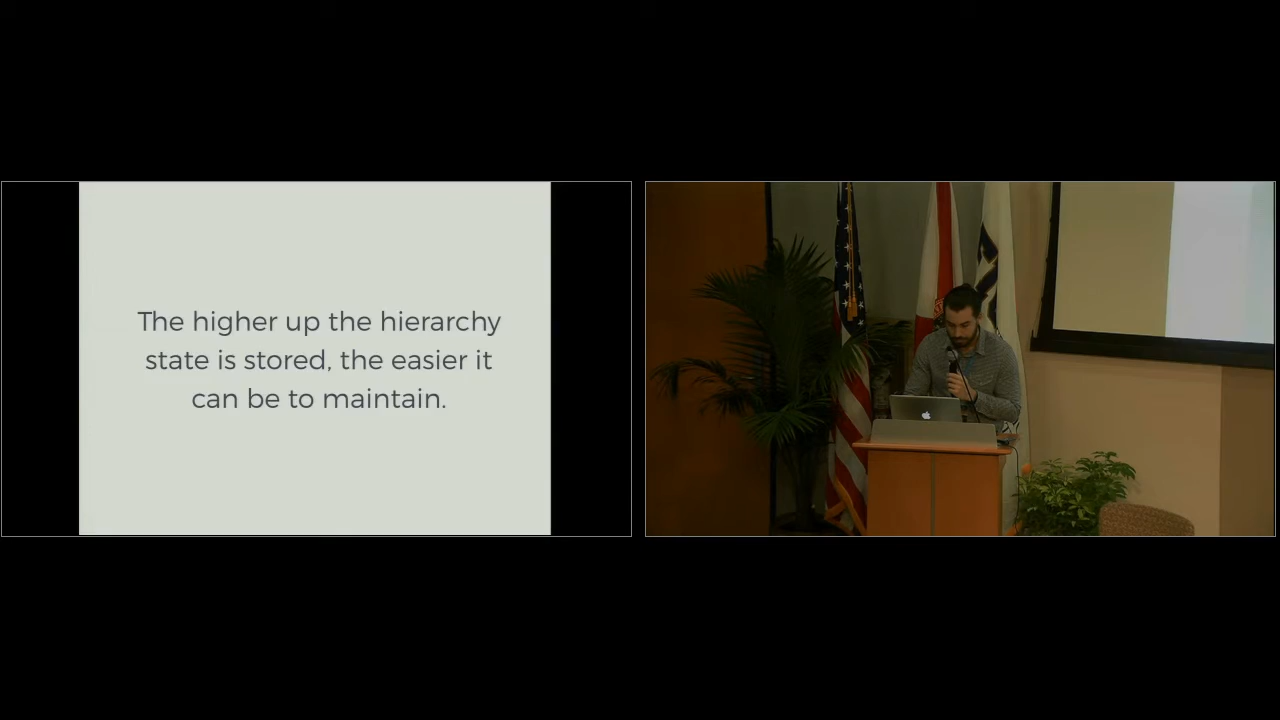 The higher up the hierarchy
state is stored, the easier it
can be to maintain.